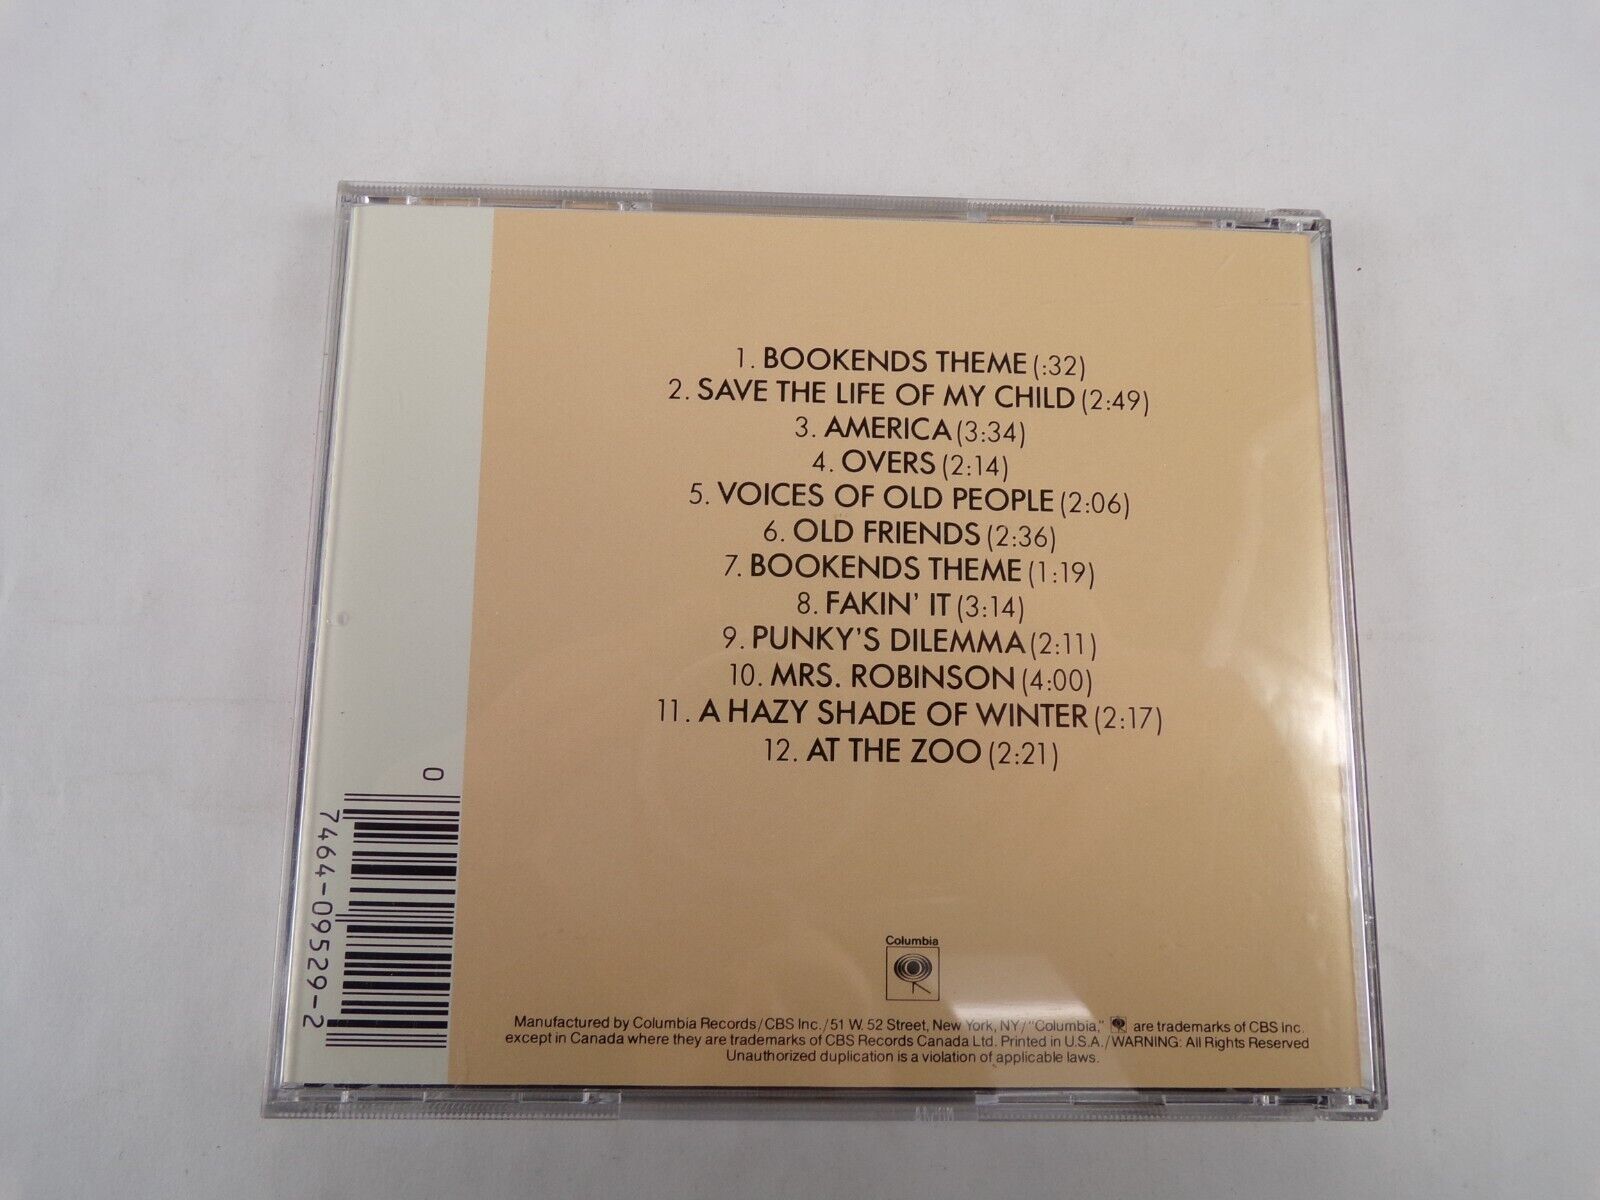 1. BOOKENDS THEME (:32)
2. SAVE THE LIFE OF MY CHILD (2:49)
3. AMERICA (3:34)
4. OVERS (2:14)
5. VOICES OF OLD PEOPLE (2:06)
6. OLD FRIENDS (2:36)
7. BOOKENDS THEME (1:19)
8. FAKIN' IT (3:14)
9. PUNKY'S DILEMMA (2:11)
10. MRS. ROBINSON (4:00)
11. A HAZY SHADE OF WINTER (2:17)
12. AT THE ZOO (2:21)
0
7464-09529-2
Columbia
Manufactured by Columbia Records/CBS Inc./51 W. 52 Street, New York, NY/"Columbia," are trademarks of CBS Inc.
except in Canada where they are trademarks of CBS Records Canada Ltd. Printed in U.S.A./WARNING: All Rights Reserved
Unauthorized duplication is a violation of applicable laws.